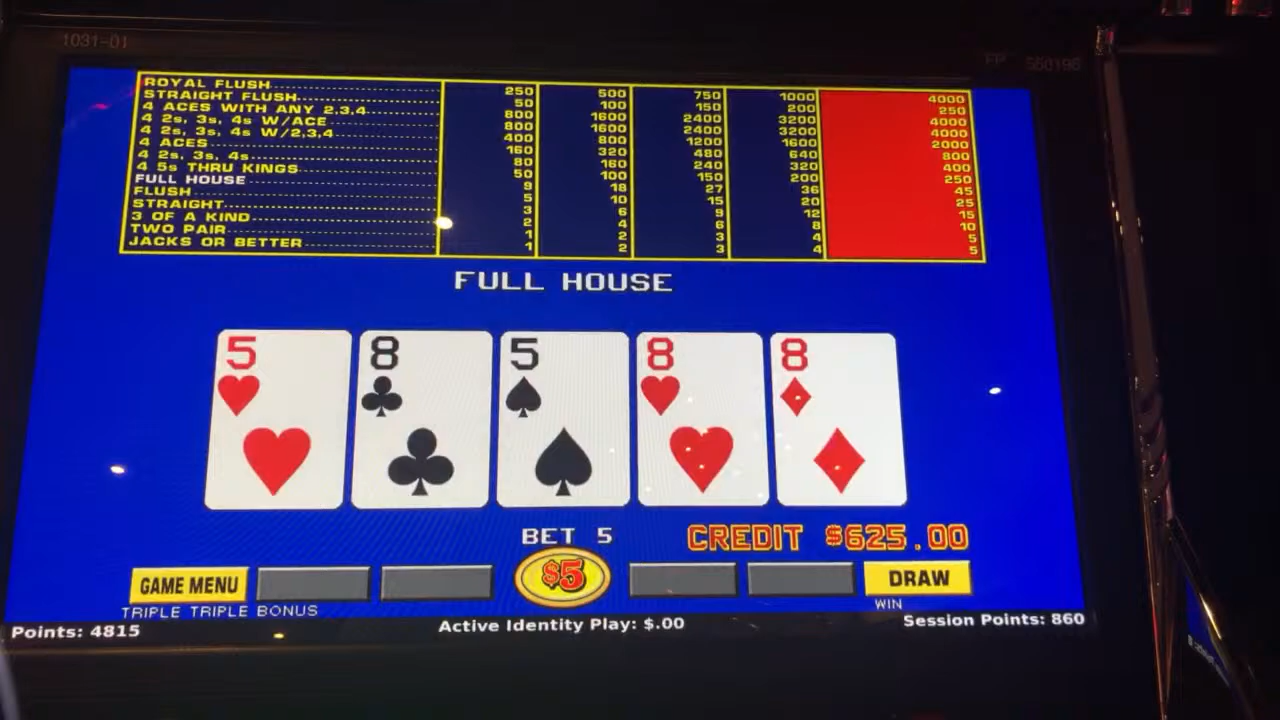 1031-01
FP 560196
ROYAL FLUSH 250 500 750 1000 4000
STRAIGHT FLUSH 50 100 150 200 250
4 ACES WITH ANY 2,3,4 800 1600 2400 3200 4000
4 2s, 3s, 4s W/ACE 800 1600 2400 3200 4000
4 2s, 3s, 4s W/2,3,4 400 800 1200 1600 2000
4 ACES 160 320 480 640 800
4 2s, 3s, 4s 80 160 240 320 400
4 5s THRU KINGS 50 100 150 200 250
FULL HOUSE 9 18 27 36 45
FLUSH 5 10 15 20 25
STRAIGHT 3 6 9 12 15
3 OF A KIND 2 4 6 8 10
TWO PAIR 1 2 3 4 5
JACKS OR BETTER 1 2 3 4 5
FULL HOUSE
5 8 5 8 8
BET 5 CREDIT $625.00
GAME MENU $5 DRAW
TRIPLE TRIPLE BONUS WIN
Points: 4815 Active Identity Play: $.00 Session Points: 860